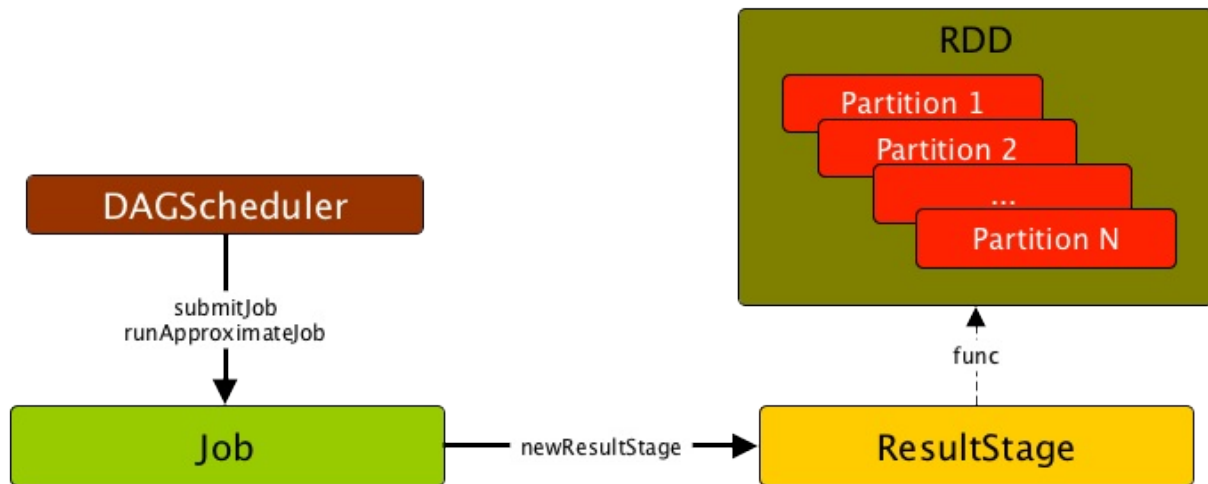 RDD
Partition 1
Partition 2
...
Partition N
DAGScheduler
submitJob
runApproximateJob
func
Job
newResultStage
ResultStage